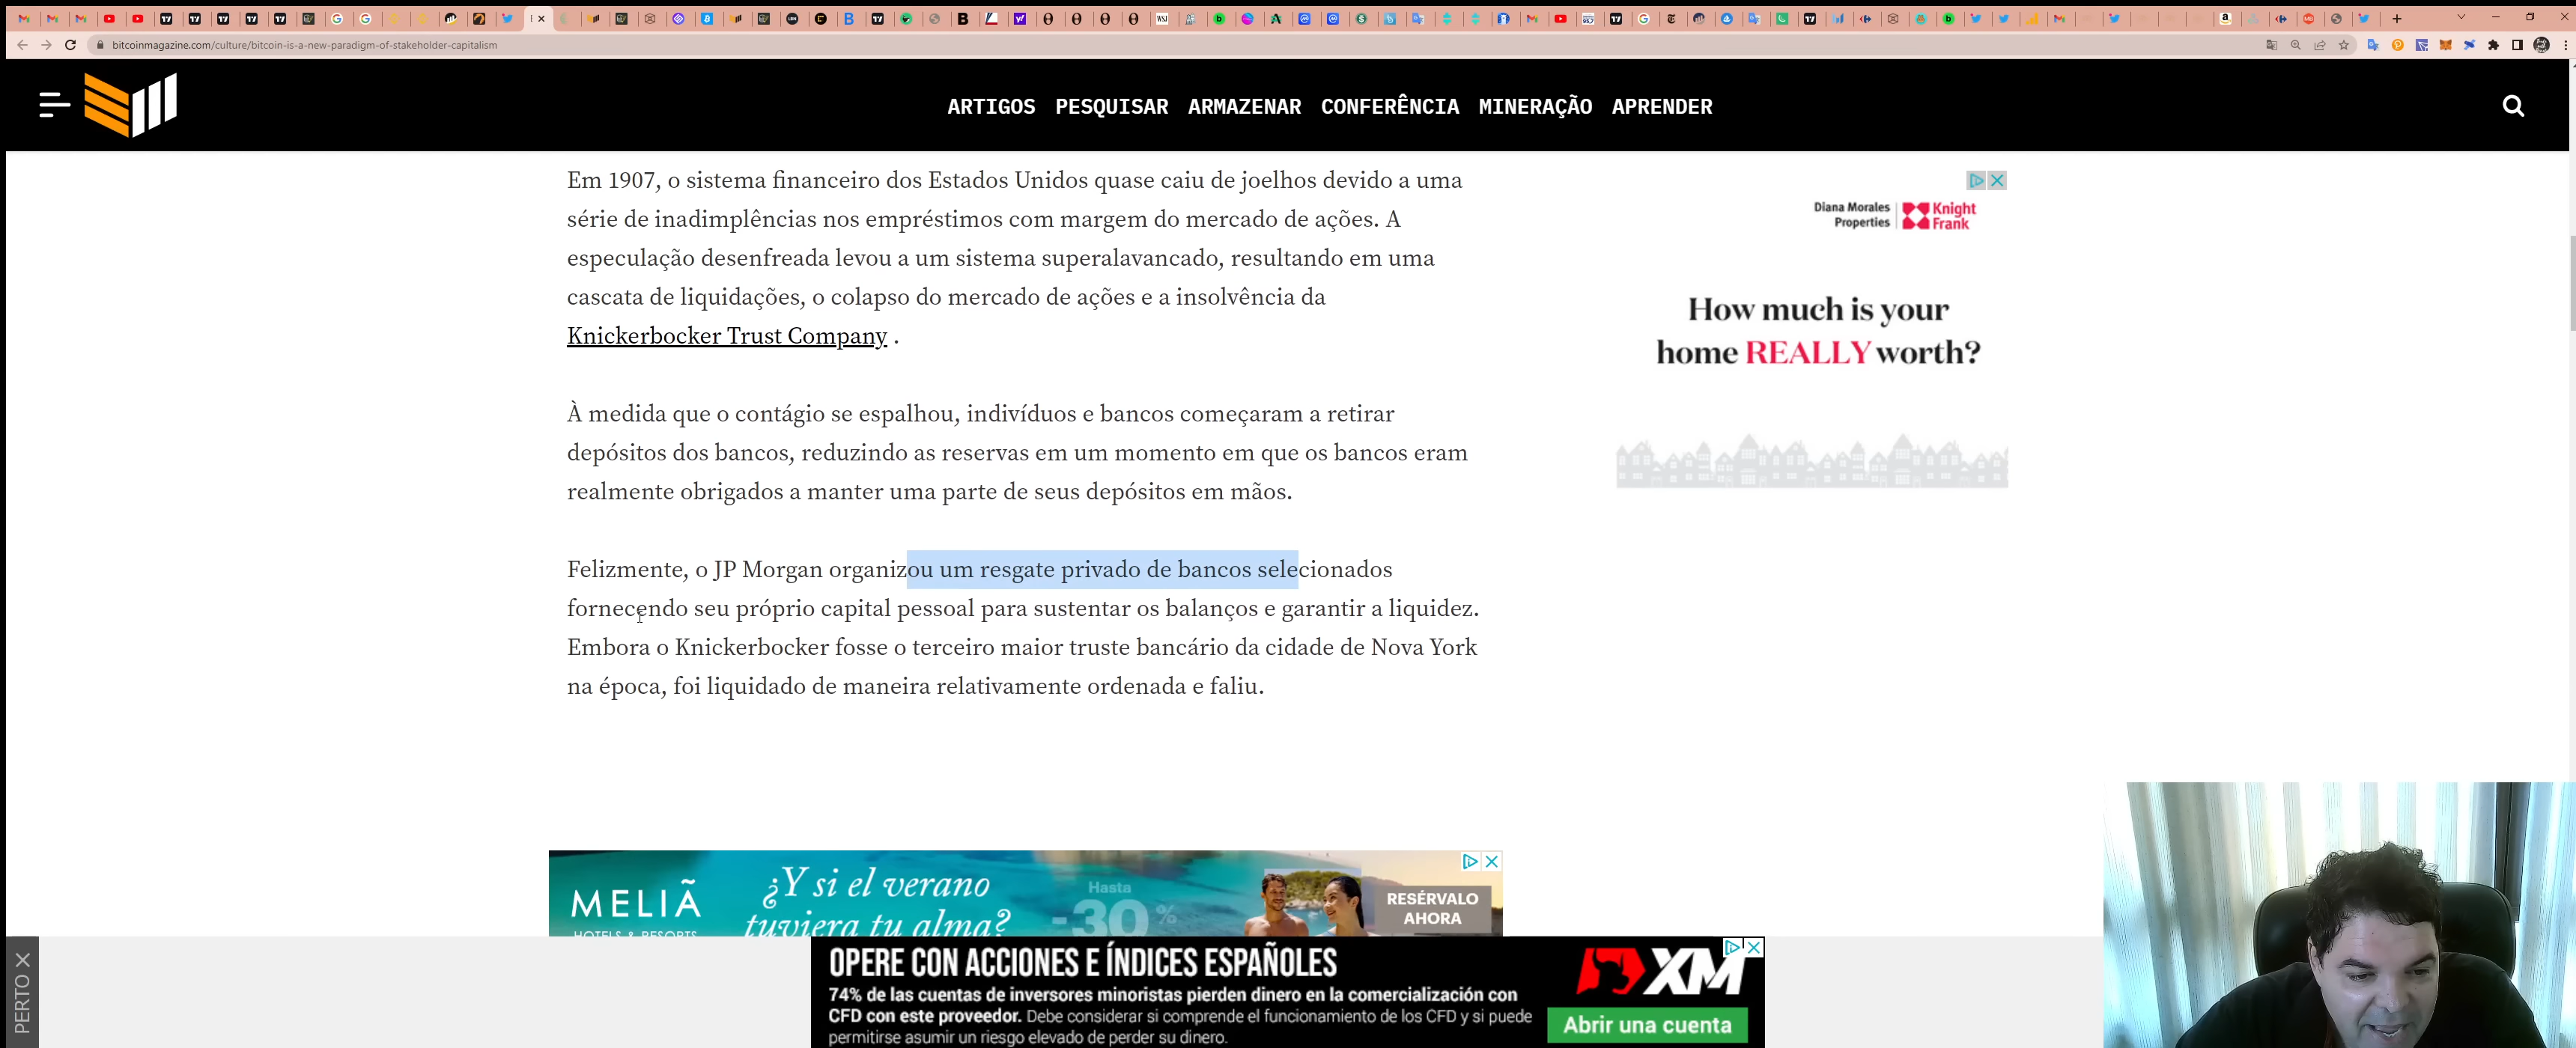 bitcoinmagazine.com/culture/bitcoin-is-a-new-paradigm-of-stakeholder-capitalism
ARTIGOS PESQUISAR ARMAZENAR CONFERÊNCIA MINERAÇÃO APRENDER
Em 1907, o sistema financeiro dos Estados Unidos quase caiu de joelhos devido a uma
série de inadimplências nos empréstimos com margem do mercado de ações. A
especulação desenfreada levou a um sistema superalavancado, resultando em uma
cascata de liquidações, o colapso do mercado de ações e a insolvência da
Knickerbocker Trust Company .
À medida que o contágio se espalhou, indivíduos e bancos começaram a retirar
depósitos dos bancos, reduzindo as reservas em um momento em que os bancos eram
realmente obrigados a manter uma parte de seus depósitos em mãos.
Felizmente, o JP Morgan organizou um resgate privado de bancos selecionados
fornecendo seu próprio capital pessoal para sustentar os balanços e garantir a liquidez.
Embora o Knickerbocker fosse o terceiro maior truste bancário da cidade de Nova York
na época, foi liquidado de maneira relativamente ordenada e faliu.
Diana Morales
Properties
Knight
Frank
How much is your
home REALLY worth?
MELIÃ
HOTELS & RESORTS
¿Y si el verano
tuviera tu alma?
Hasta
-30%
RESÉRVALO
AHORA
PERTO X
OPERE CON ACCIONES E ÍNDICES ESPAÑOLES
74% de las cuentas de inversores minoristas pierden dinero en la comercialización con
CFD con este proveedor. Debe considerar si comprende el funcionamiento de los CFD y si puede
permitirse asumir un riesgo elevado de perder su dinero.
XM
Abrir una cuenta